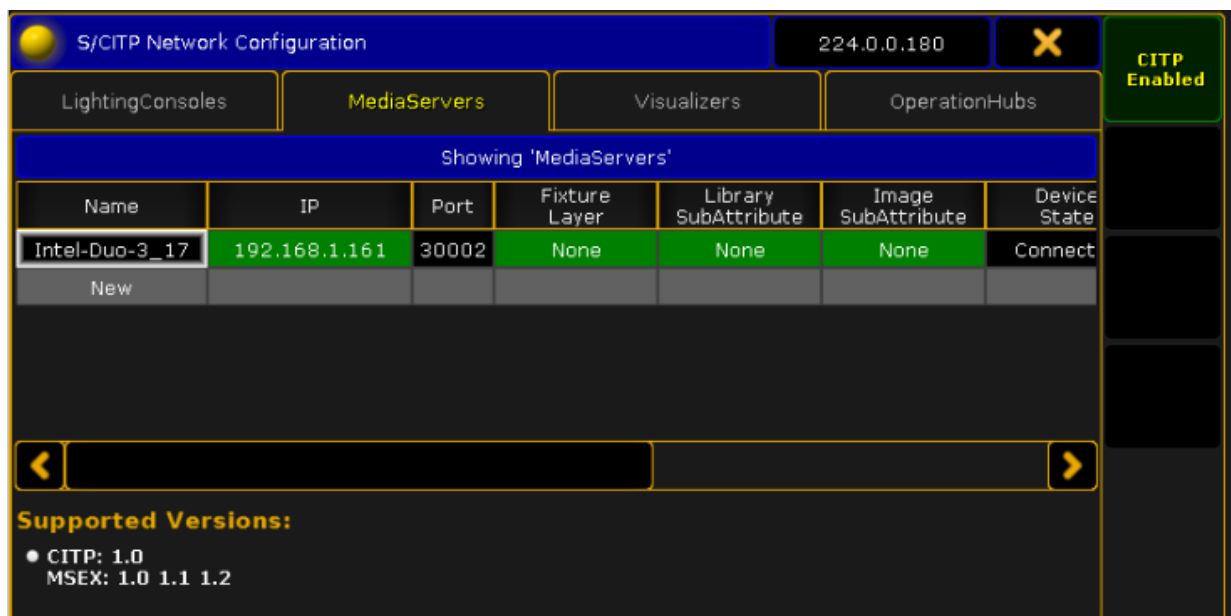 S/CITP Network Configuration 224.0.0.180
CITP Enabled
LightingConsoles MediaServers Visualizers OperationHubs
Showing 'MediaServers'
Name IP Port Fixture Layer Library SubAttribute Image SubAttribute Device State
Intel-Duo-3_17 192.168.1.161 30002 None None None Connect
New
Supported Versions:
CITP: 1.0
MSEX: 1.0 1.1 1.2